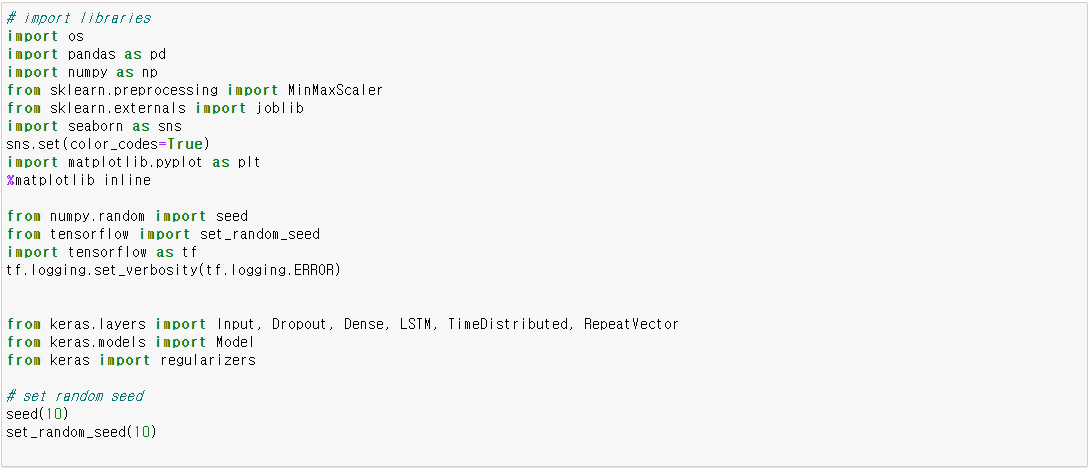 # import libraries
import os
import pandas as pd
import numpy as np
from sklearn.preprocessing import MinMaxScaler
from sklearn.externals import joblib
import seaborn as sns
sns.set(color_codes=True)
import matplotlib.pyplot as plt
%matplotlib inline
from numpy.random import seed
from tensorflow import set_random_seed
import tensorflow as tf
tf.logging.set_verbosity(tf.logging.ERROR)
from keras.layers import Input, Dropout, Dense, LSTM, TimeDistributed, RepeatVector
from keras.models import Model
from keras import regularizers
# set random seed
seed(10)
set_random_seed(10)